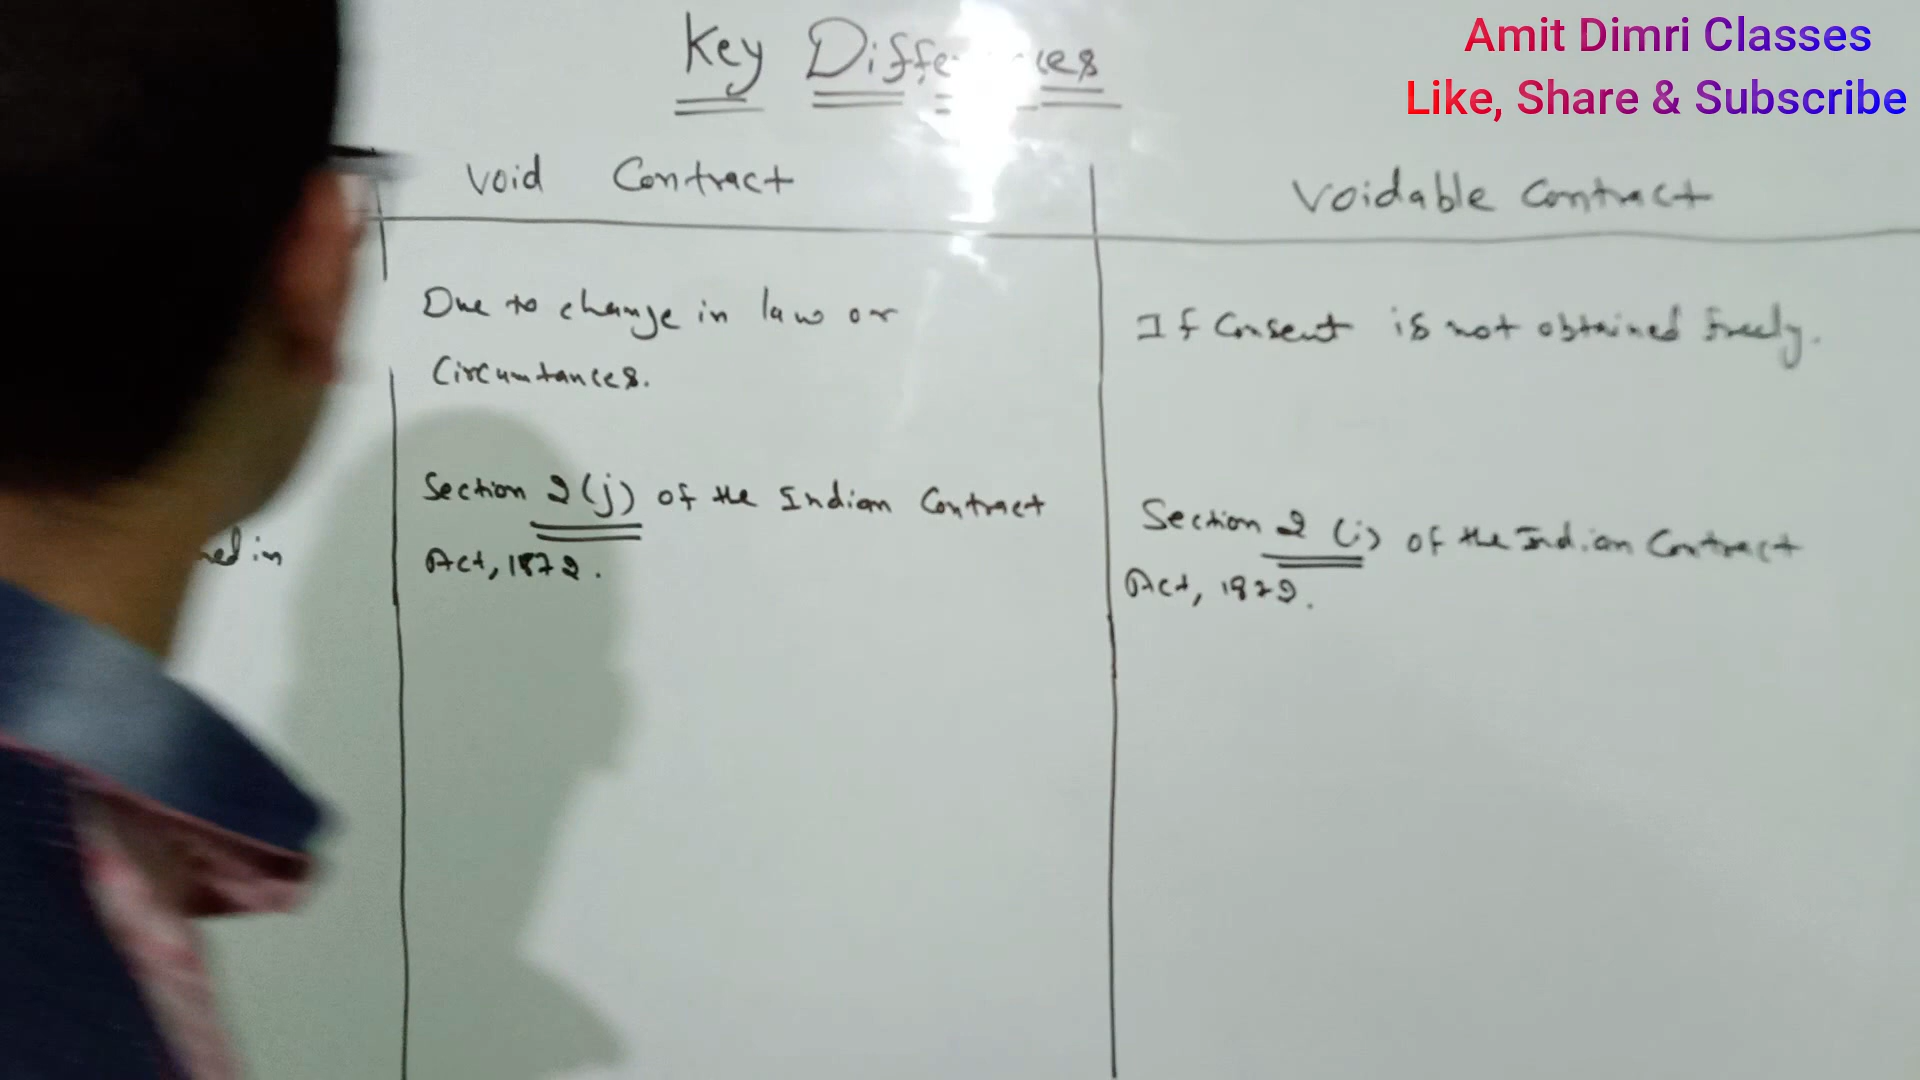 Amit Dimri Classes
Like, Share & Subscribe
Key Differences
Void Contract
Voidable Contract
Due to change in law or
Circumtances.
If Consent is not obtained freely.
Section 2(j) of the Indian Contract
Act, 1872.
Section 2 (i) of the Indian Contract
Act, 1872.
in